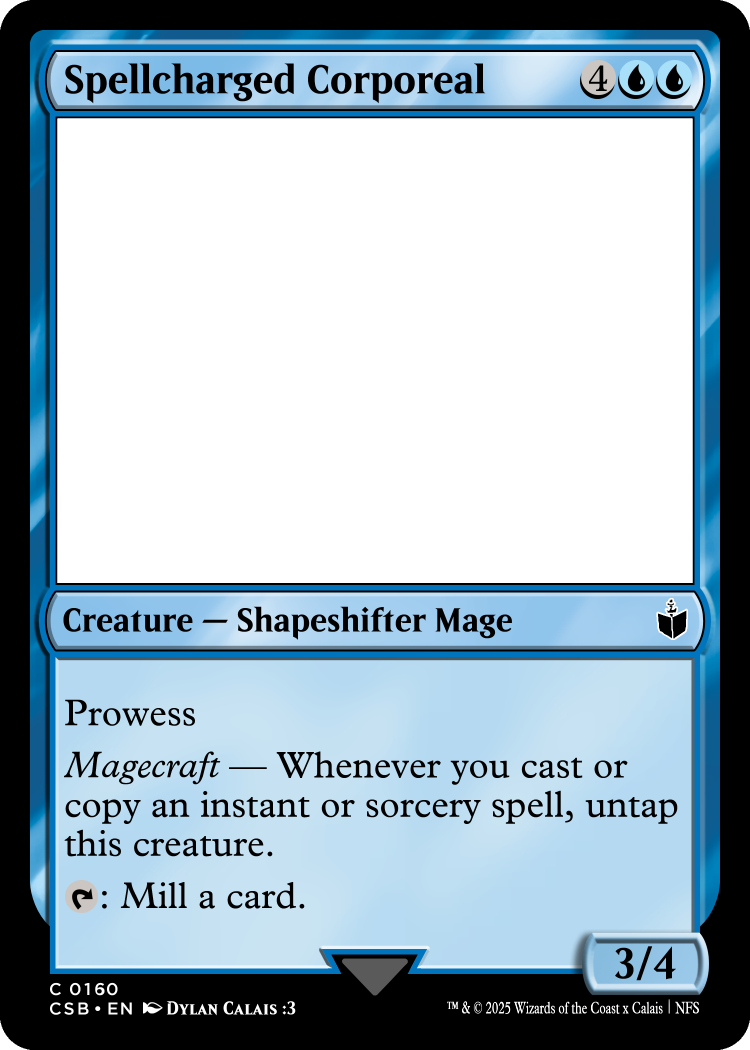 Spellcharged Corporeal 4
Creature — Shapeshifter Mage
Prowess
Magecraft — Whenever you cast or
copy an instant or sorcery spell, untap
this creature.
: Mill a card.
3/4
C 0160
CSB • EN Dylan Calais :3
™ & © 2025 Wizards of the Coast x Calais | NFS